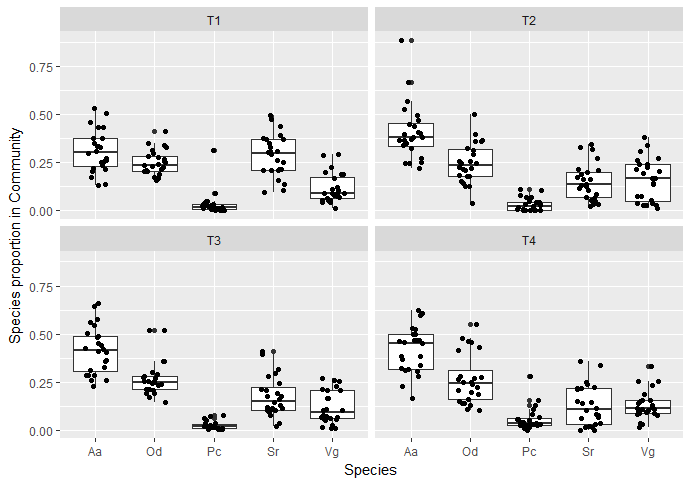 T1 T2
0.75
0.50
0.25
0.00
T3 T4
0.75
0.50
0.25
0.00
Aa Od Pc Sr Vg Aa Od Pc Sr Vg
Species
Species proportion in Community